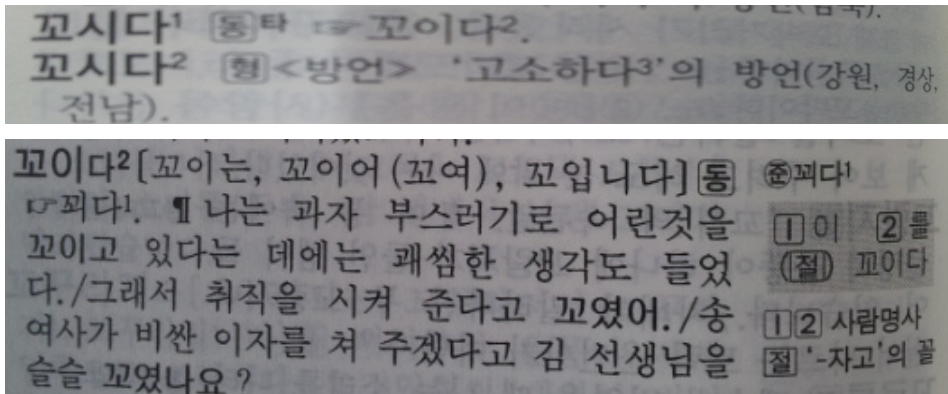 꼬시다¹ 동타 ☞꼬이다².
꼬시다² 형<방언> '고소하다³'의 방언(강원, 경상,
전남).
꼬이다²[꼬이는, 꼬이어(꼬여), 꼬입니다]동
☞꾀다¹. ¶나는 과자 부스러기로 어린것을
꼬이고 있다는 데에는 괘씸한 생각도 들었
다./그래서 취직을 시켜 준다고 꼬였어./송
여사가 비싼 이자를 쳐 주겠다고 김 선생님을
슬슬 꼬였나요?
준꾀다¹
1이 2를
(절) 꼬이다
12 사람명사
절 '-자고'의 꼴